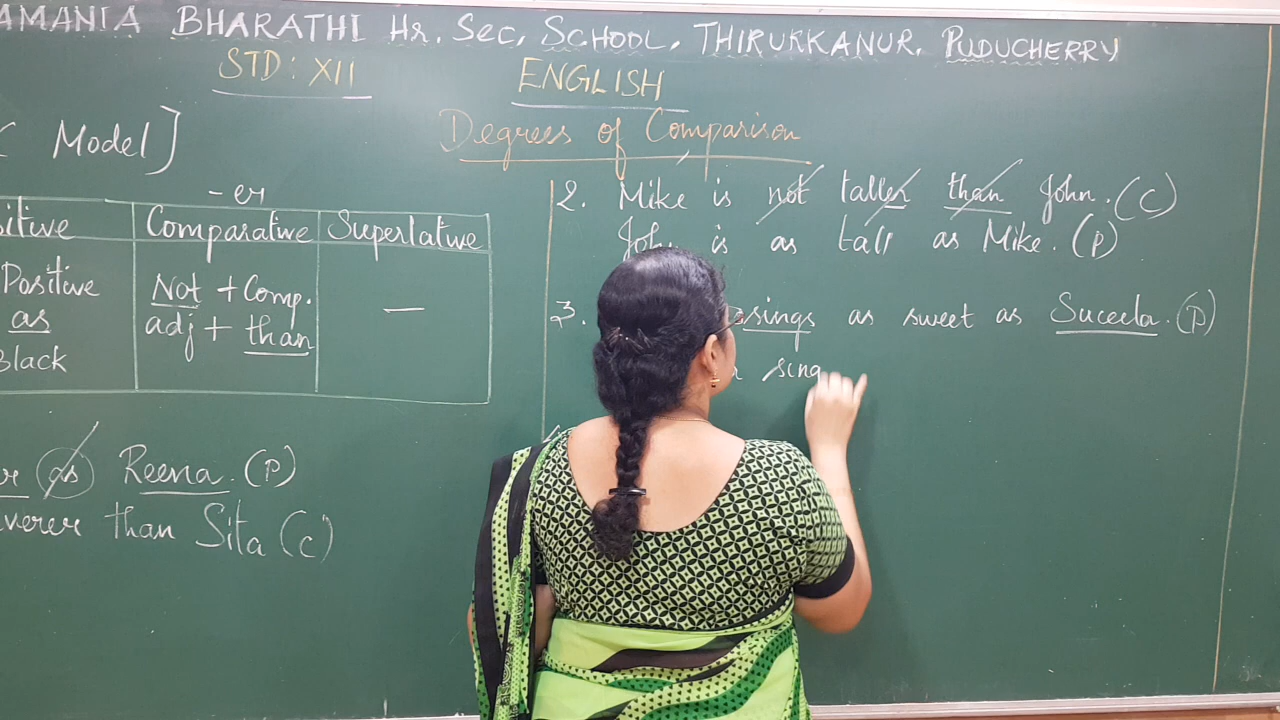 AMANIA BHARATHI Hr. Sec. SCHOOL, THIRUKKANUR. PUDUCHERRY
STD: XII ENGLISH
Degrees of Comparison
Model]
-er
itive Comparative Superlative
Positive Not + Comp. —
as adj + than
Black
r as Reena. (P)
verer than Sita (C)
2. Mike is not taller than John. (C)
John is as tall as Mike. (P)
3. sings as sweet as Suceela. (P)
sing